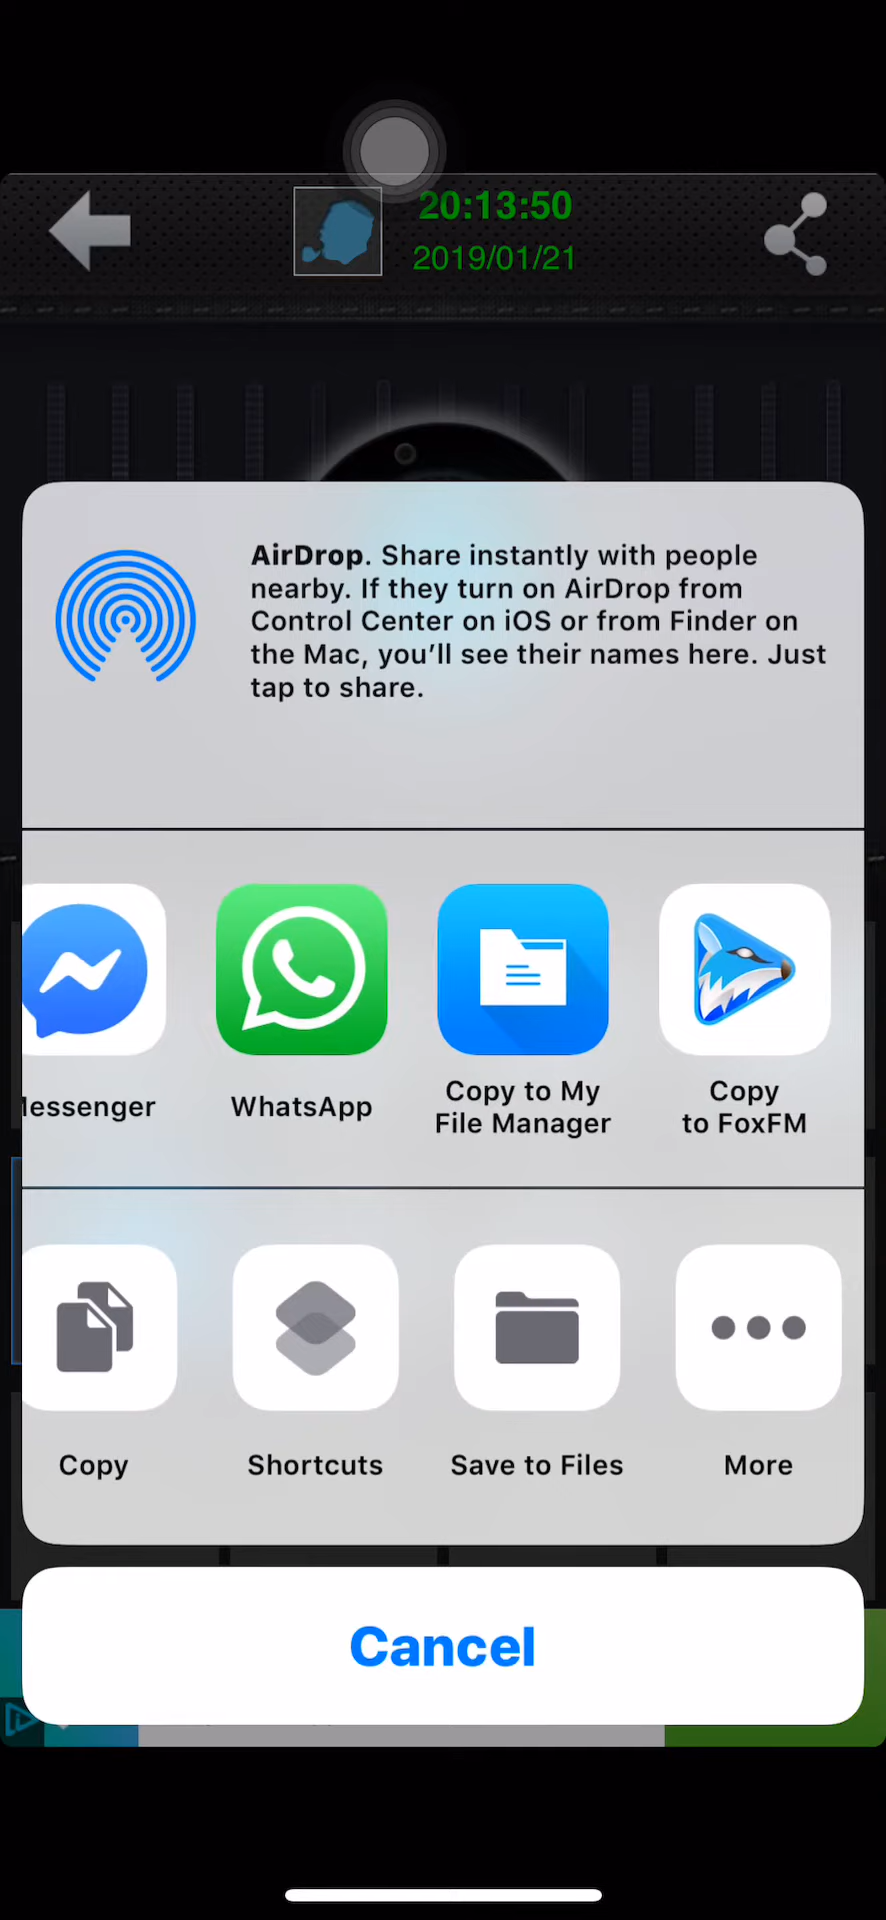 20:13:50
2019/01/21
AirDrop. Share instantly with people
nearby. If they turn on AirDrop from
Control Center on iOS or from Finder on
the Mac, you’ll see their names here. Just
tap to share.
essenger
WhatsApp
Copy to My
File Manager
Copy
to FoxFM
Copy
Shortcuts
Save to Files
More
Cancel